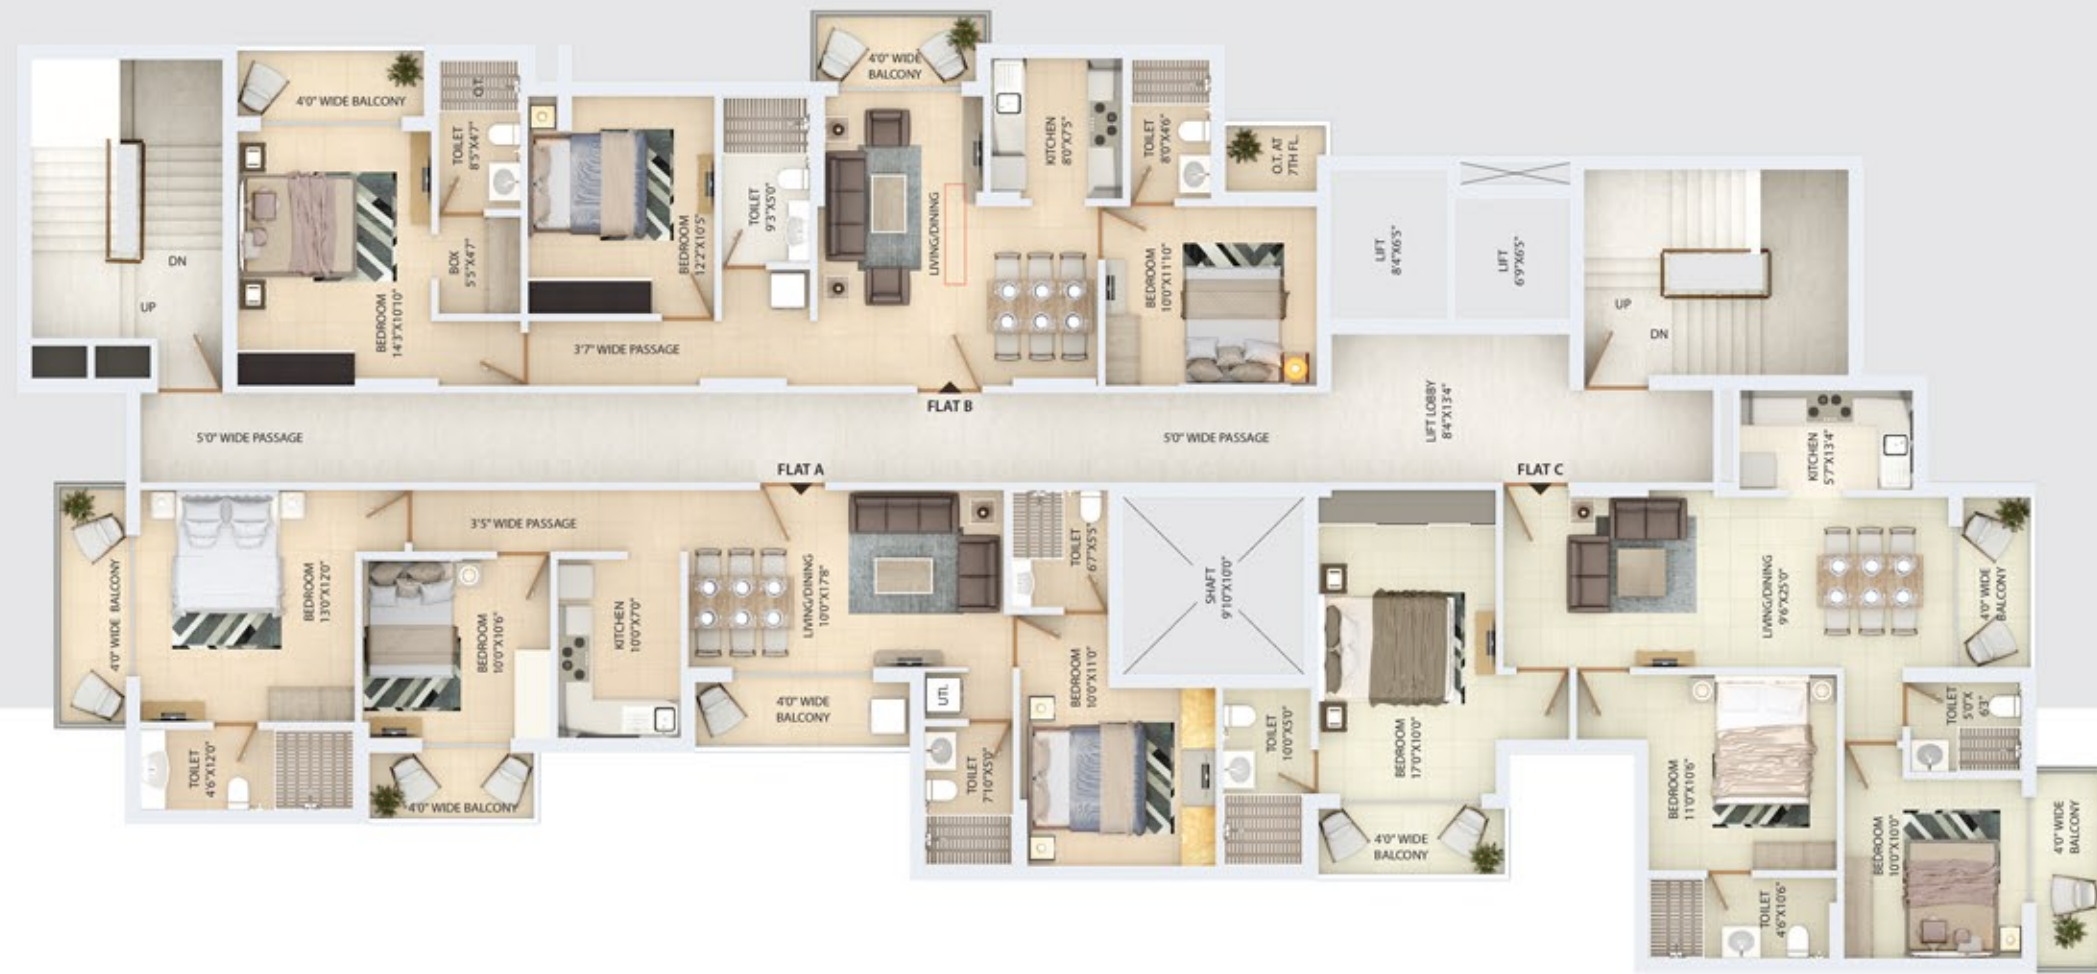 4'0" WIDE BALCONY
O.T.
TOILET
8'5"X4'7"
BOX
5'5"X4'7"
BEDROOM
14'3"X10'10"
DN
UP
BEDROOM
12'2"X10'5"
TOILET
9'3"X5'0"
3'7" WIDE PASSAGE
4'0" WIDE
BALCONY
LIVING/DINING
KITCHEN
8'0"X7'5"
TOILET
8'0"X4'6"
BEDROOM
10'0"X11'10"
O.T. AT
7TH FL.
LIFT
8'4"X6'5"
LIFT
6'9"X6'5"
UP
DN
FLAT B
5'0" WIDE PASSAGE
5'0" WIDE PASSAGE
LIFT LOBBY
8'4"X13'4"
FLAT A
FLAT C
KITCHEN
5'7"X13'4"
4'0" WIDE BALCONY
BEDROOM
13'0"X12'0"
3'5" WIDE PASSAGE
BEDROOM
10'0"X10'6"
KITCHEN
10'0"X7'0"
LIVING/DINING
10'0"X17'8"
TOILET
6'7"X5'5"
SHAFT
9'10"X10'0"
LIVING/DINING
9'6"X25'0"
4'0" WIDE
BALCONY
TOILET
4'6"X12'0"
4'0" WIDE BALCONY
4'0" WIDE
BALCONY
UTL
TOILET
7'10"X5'0"
BEDROOM
10'0"X11'0"
TOILET
10'0"X5'0"
BEDROOM
17'0"X10'0"
4'0" WIDE
BALCONY
BEDROOM
11'0"X10'6"
TOILET
5'0"X
6'3"
BEDROOM
10'0"X10'0"
4'0" WIDE
BALCONY
TOILET
4'6"X10'6"